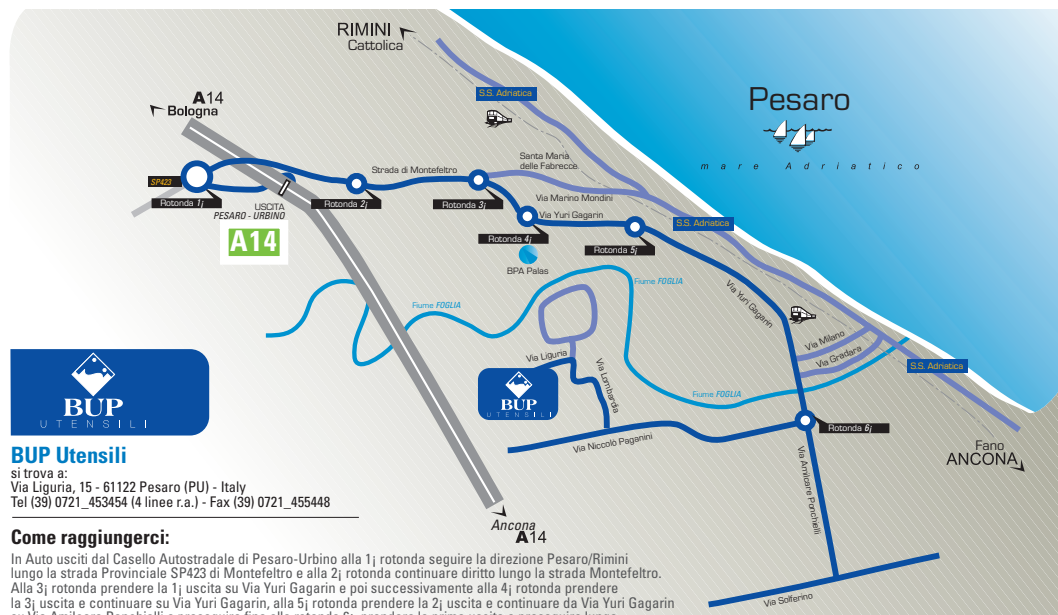 RIMINI
Cattolica
A14
Bologna
S.S. Adriatica
Pesaro
mare Adriatico
Santa Maria
delle Fabrecce
Strada di Montefeltro
SP423
Rotonda 1¡
USCITA
PESARO - URBINO
A14
Rotonda 2¡
Rotonda 3¡
Via Marino Mondini
Via Yuri Gagarin
Rotonda 4¡
BPA Palas
Rotonda 5¡
S.S. Adriatica
Fiume FOGLIA
Fiume FOGLIA
Via Yuri Gagarin
Via Milano
Via Gradara
S.S. Adriatica
Via Liguria
Via Lombardia
BUP
UTENSILI
Fiume FOGLIA
Rotonda 6¡
Via Niccolò Paganini
Fano
ANCONA
Via Amilcare Ponchielli
Via Solferino
Ancona
A14
BUP
UTENSILI
BUP Utensili
si trova a:
Via Liguria, 15 - 61122 Pesaro (PU) - Italy
Tel (39) 0721_453454 (4 linee r.a.) - Fax (39) 0721_455448
Come raggiungerci:
In Auto usciti dal Casello Autostradale di Pesaro-Urbino alla 1¡ rotonda seguire la direzione Pesaro/Rimini
lungo la strada Provinciale SP423 di Montefeltro e alla 2¡ rotonda continuare diritto lungo la strada Montefeltro.
Alla 3¡ rotonda prendere la 1¡ uscita su Via Yuri Gagarin e poi successivamente alla 4¡ rotonda prendere
la 3¡ uscita e continuare su Via Yuri Gagarin, alla 5¡ rotonda prendere la 2¡ uscita e continuare da Via Yuri Gagarin